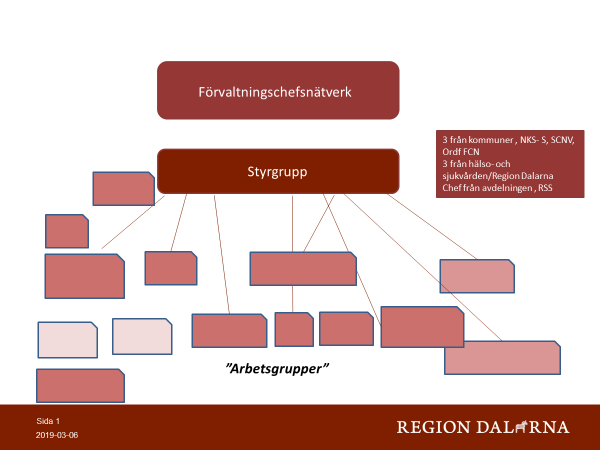 Förvaltningschefsnätverk
3 från kommuner , NKS- S, SCNV,
Ordf FCN
3 från hälso- och
sjukvården/Region Dalarna
Chef från avdelningen , RSS
Styrgrupp
”Arbetsgrupper”
Sida 1
2019-03-06
REGION DALARNA